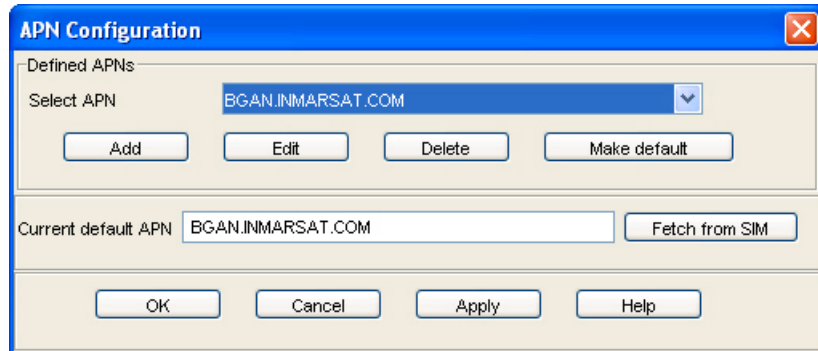 APN Configuration
Defined APNs
Select APN BGAN.INMARSAT.COM
Add Edit Delete Make default
Current default APN BGAN.INMARSAT.COM Fetch from SIM
OK Cancel Apply Help